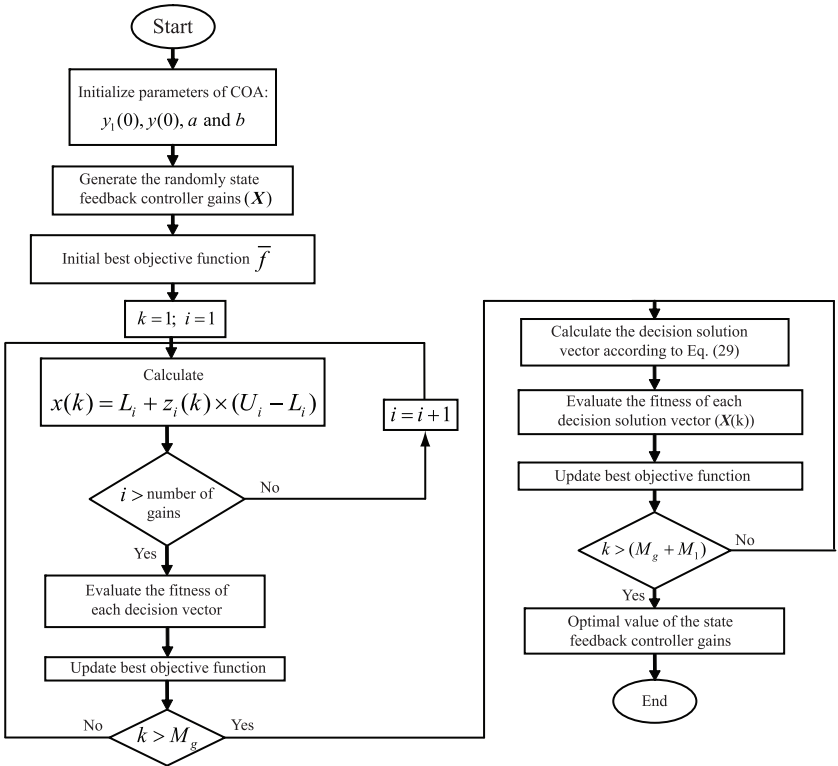 Start
Initialize parameters of COA:
y₁(0), y(0), a and b
Generate the randomly state
feedback controller gains (X)
Initial best objective function f̅
k = 1; i = 1
Calculate
x(k) = Lᵢ + zᵢ(k) × (Uᵢ − Lᵢ)
i = i + 1
i > number of
gains
No
Yes
Evaluate the fitness of
each decision vector
Update best objective function
No
k > M_g
Yes
Calculate the decision solution
vector according to Eq. (29)
Evaluate the fitness of each
decision solution vector (X(k))
Update best objective function
k > (M_g + M₁)
No
Yes
Optimal value of the state
feedback controller gains
End